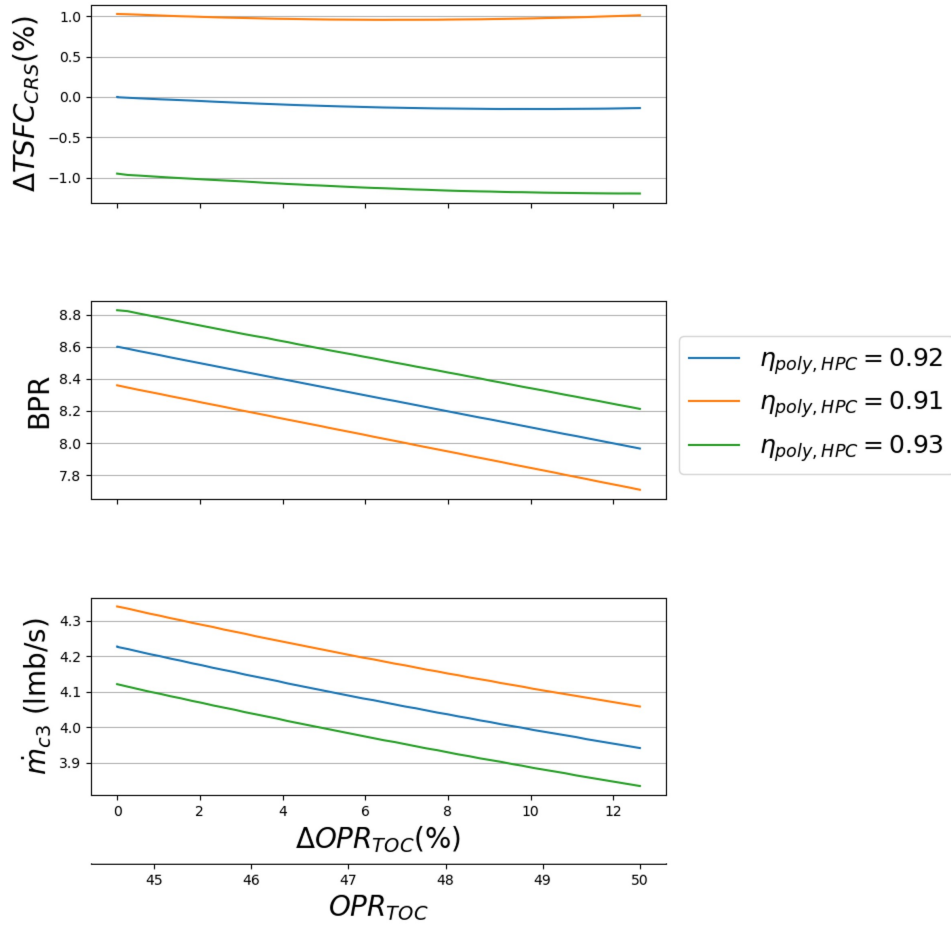 ΔTSFC_CRS(%)
1.0
0.5
0.0
−0.5
−1.0
BPR
8.8
8.6
8.4
8.2
8.0
7.8
η_poly, HPC = 0.92
η_poly, HPC = 0.91
η_poly, HPC = 0.93
ṁ_c3 (lmb/s)
4.3
4.2
4.1
4.0
3.9
0 2 4 6 8 10 12
ΔOPR_TOC(%)
45 46 47 48 49 50
OPR_TOC